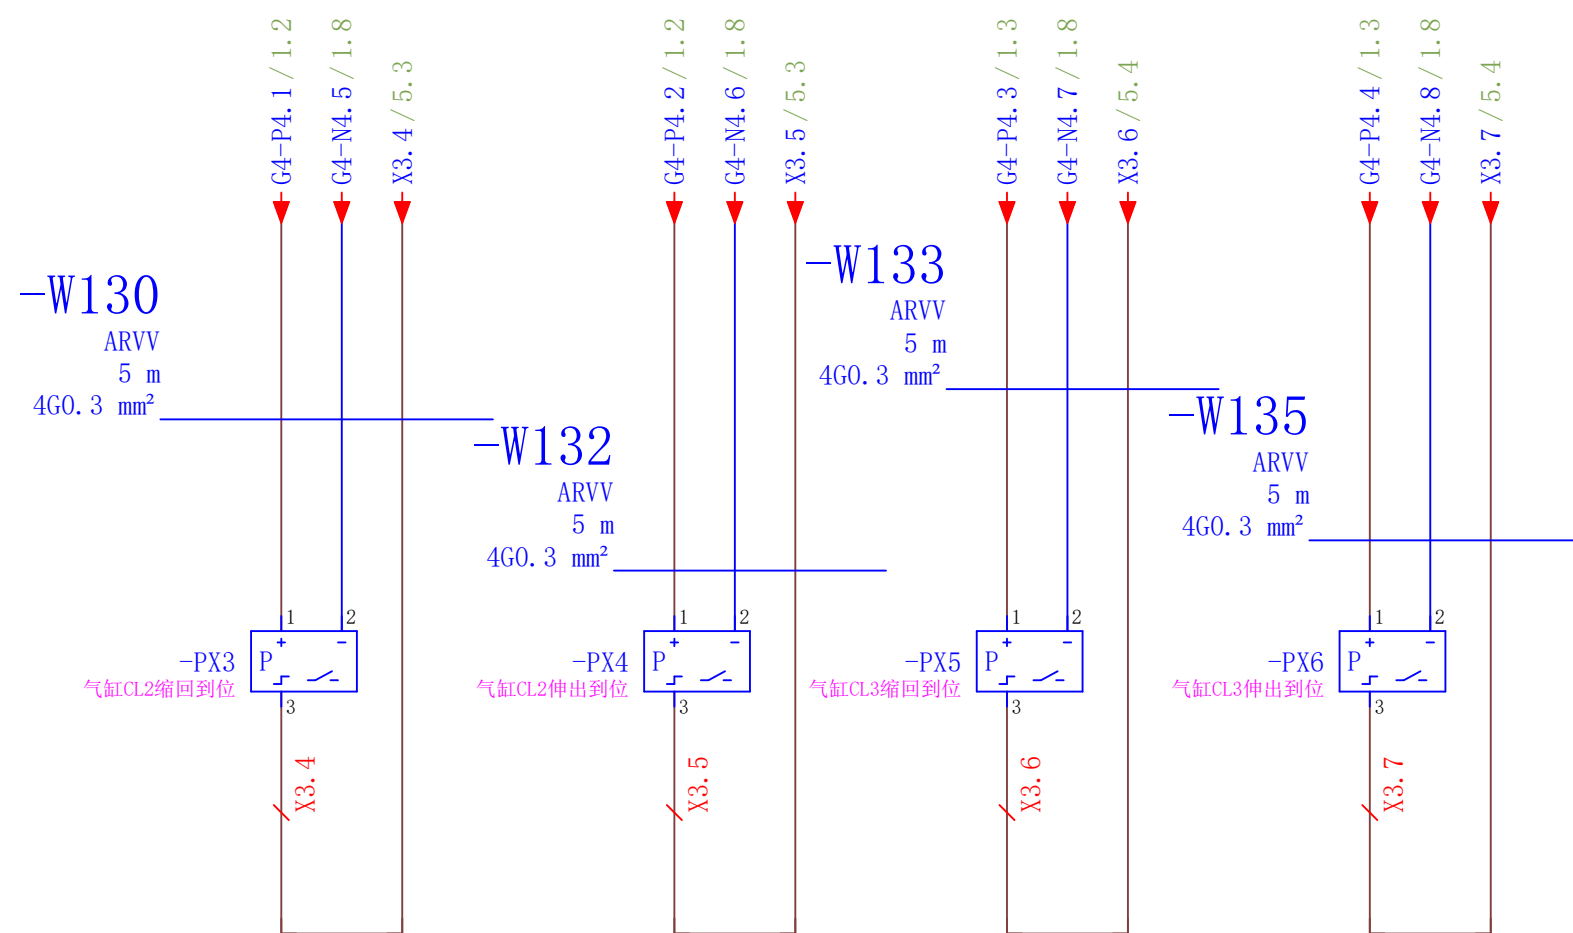 G4-P4.1/1.2
G4-N4.5/1.8
X3.4/5.3
G4-P4.2/1.2
G4-N4.6/1.8
X3.5/5.3
G4-P4.3/1.3
G4-N4.7/1.8
X3.6/5.4
G4-P4.4/1.3
G4-N4.8/1.8
X3.7/5.4
-W130
ARVV
5 m
4G0.3 mm²
-W132
ARVV
5 m
4G0.3 mm²
-W133
ARVV
5 m
4G0.3 mm²
-W135
ARVV
5 m
4G0.3 mm²
1 2
-PX3 P
气缸CL2缩回到位
3
X3.4
1 2
-PX4 P
气缸CL2伸出到位
3
X3.5
1 2
-PX5 P
气缸CL3缩回到位
3
X3.6
1 2
-PX6 P
气缸CL3伸出到位
3
X3.7